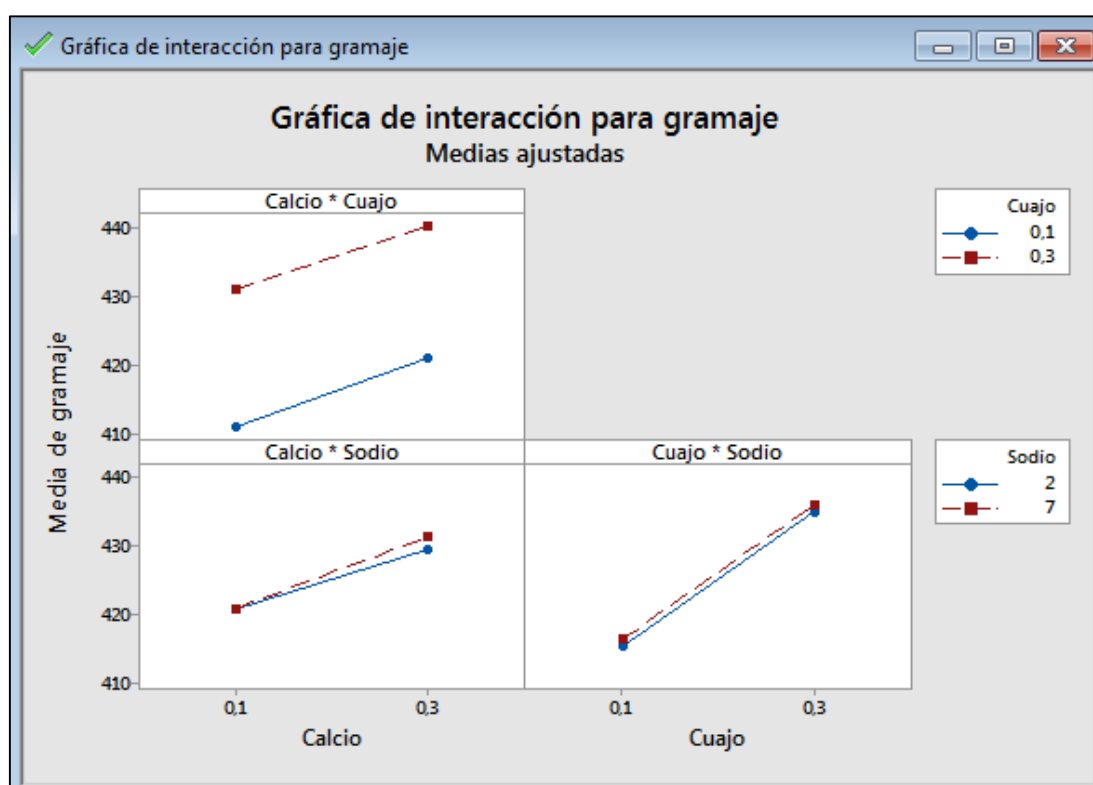 Gráfica de interacción para gramaje
Gráfica de interacción para gramaje
Medias ajustadas
Media de gramaje
Calcio * Cuajo
440
430
420
410
Cuajo
0,1
0,3
Calcio * Sodio
Cuajo * Sodio
440
430
420
410
Sodio
2
7
0,1 0,3 0,1 0,3
Calcio Cuajo